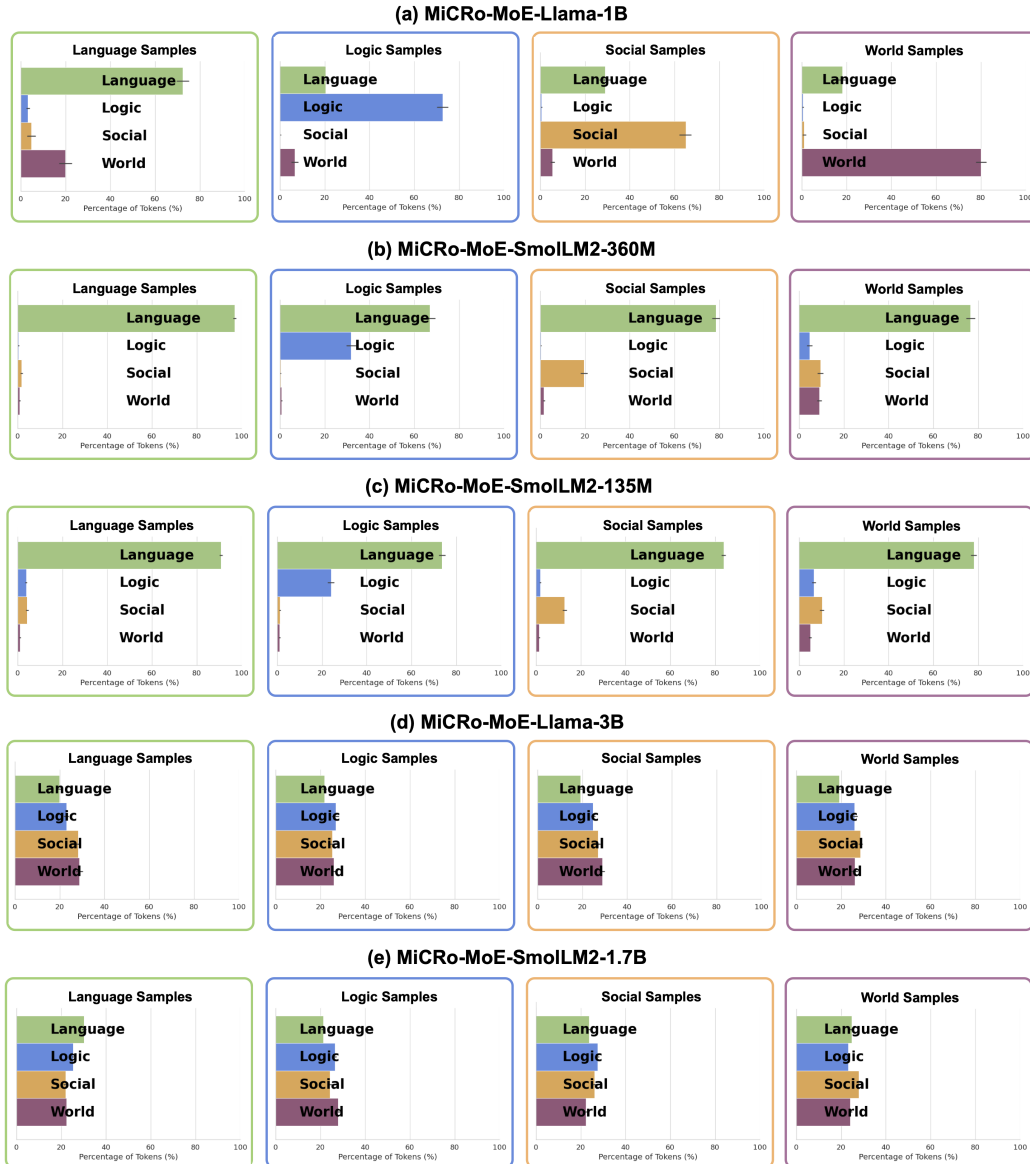 (a) MiCRo-MoE-Llama-1B
Language Samples
Language
Logic
Social
World
0 20 40 60 80 100
Percentage of Tokens (%)
Logic Samples
Language
Logic
Social
World
0 20 40 60 80 100
Percentage of Tokens (%)
Social Samples
Language
Logic
Social
World
0 20 40 60 80 100
Percentage of Tokens (%)
World Samples
Language
Logic
Social
World
0 20 40 60 80 100
Percentage of Tokens (%)
(b) MiCRo-MoE-SmolLM2-360M
Language Samples
Language
Logic
Social
World
0 20 40 60 80 100
Percentage of Tokens (%)
Logic Samples
Language
Logic
Social
World
0 20 40 60 80 100
Percentage of Tokens (%)
Social Samples
Language
Logic
Social
World
0 20 40 60 80 100
Percentage of Tokens (%)
World Samples
Language
Logic
Social
World
0 20 40 60 80 100
Percentage of Tokens (%)
(c) MiCRo-MoE-SmolLM2-135M
Language Samples
Language
Logic
Social
World
0 20 40 60 80 100
Percentage of Tokens (%)
Logic Samples
Language
Logic
Social
World
0 20 40 60 80 100
Percentage of Tokens (%)
Social Samples
Language
Logic
Social
World
0 20 40 60 80 100
Percentage of Tokens (%)
World Samples
Language
Logic
Social
World
0 20 40 60 80 100
Percentage of Tokens (%)
(d) MiCRo-MoE-Llama-3B
Language Samples
Language
Logic
Social
World
0 20 40 60 80 100
Percentage of Tokens (%)
Logic Samples
Language
Logic
Social
World
0 20 40 60 80 100
Percentage of Tokens (%)
Social Samples
Language
Logic
Social
World
0 20 40 60 80 100
Percentage of Tokens (%)
World Samples
Language
Logic
Social
World
0 20 40 60 80 100
Percentage of Tokens (%)
(e) MiCRo-MoE-SmolLM2-1.7B
Language Samples
Language
Logic
Social
World
0 20 40 60 80 100
Percentage of Tokens (%)
Logic Samples
Language
Logic
Social
World
0 20 40 60 80 100
Percentage of Tokens (%)
Social Samples
Language
Logic
Social
World
0 20 40 60 80 100
Percentage of Tokens (%)
World Samples
Language
Logic
Social
World
0 20 40 60 80 100
Percentage of Tokens (%)